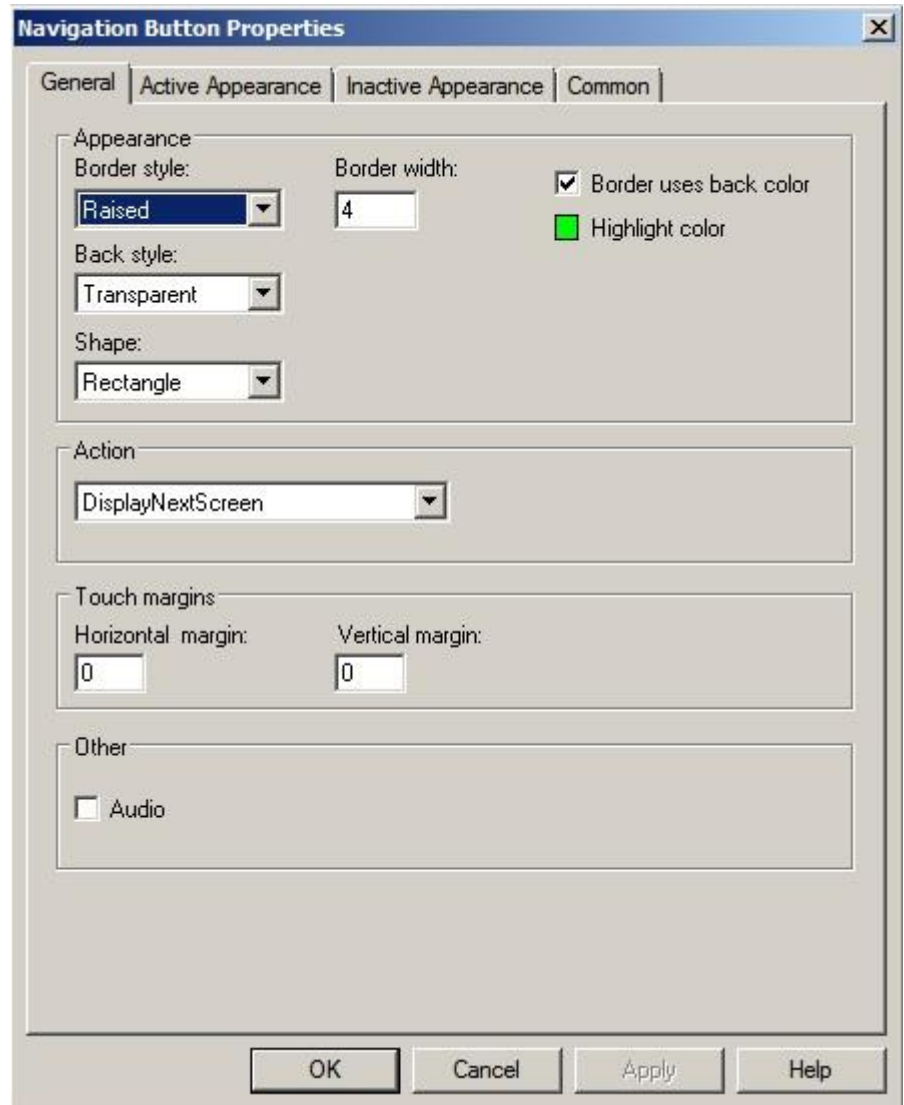 Navigation Button Properties
General Active Appearance Inactive Appearance Common
Appearance
Border style: Border width:
Border uses back color
Raised 4
Highlight color
Back style:
Transparent
Shape:
Rectangle
Action
DisplayNextScreen
Touch margins
Horizontal margin: Vertical margin:
0 0
Other
Audio
OK Cancel Apply Help